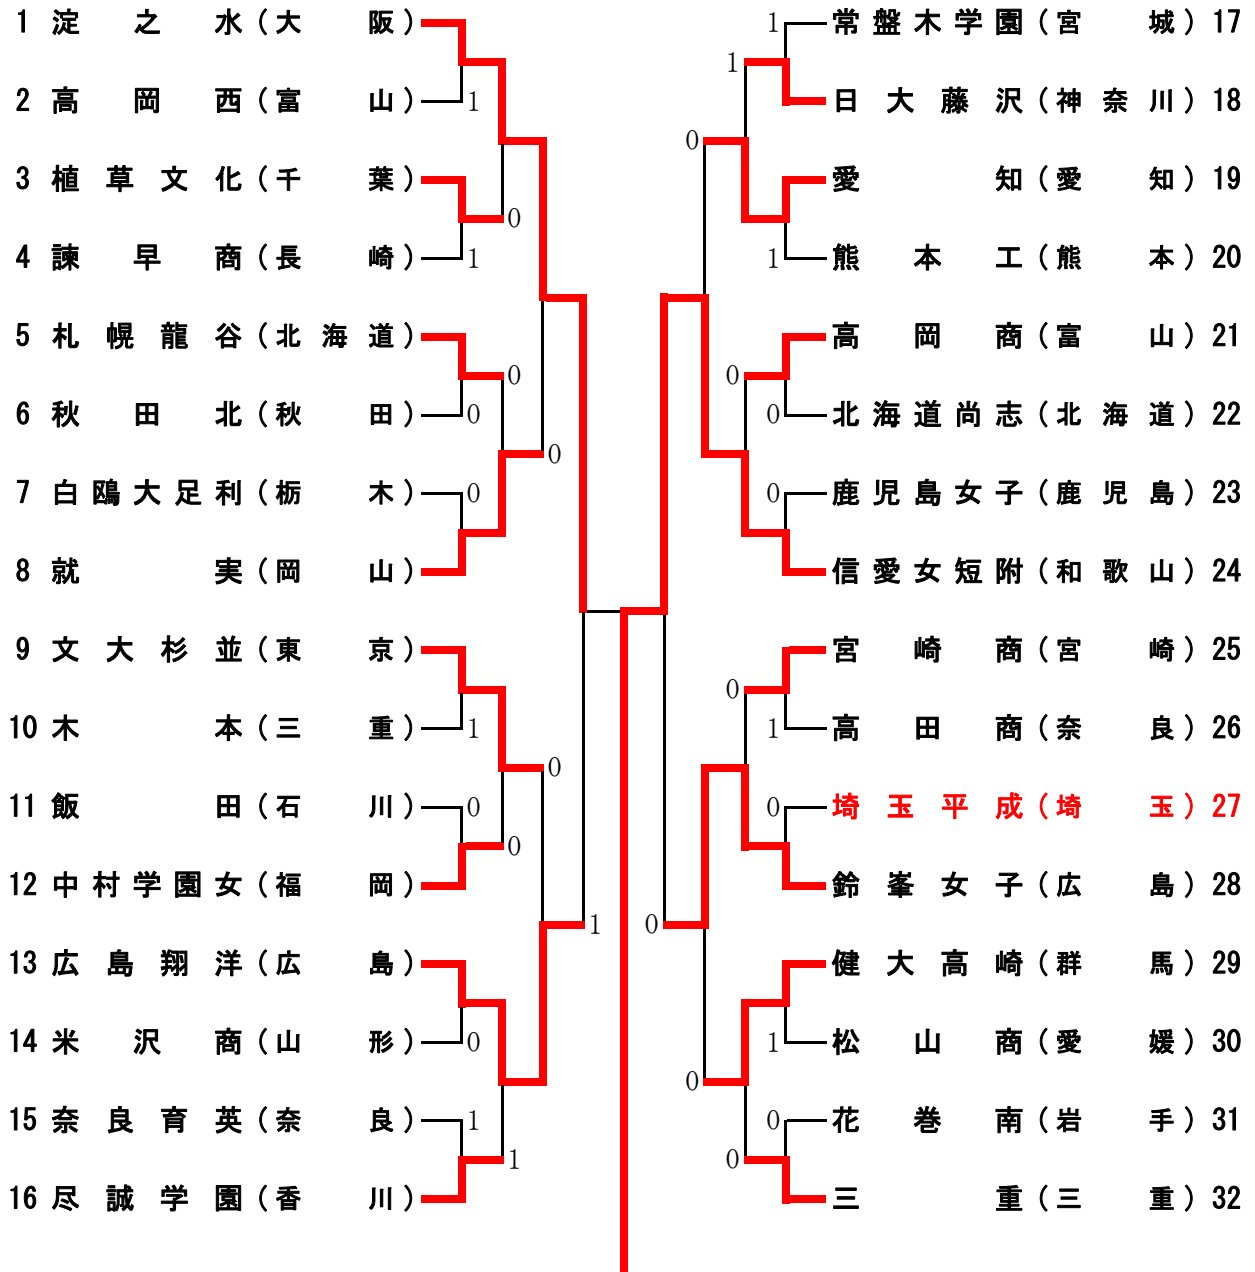 1 淀之水(大阪)
2 高岡西(富山)
3 植草文化(千葉)
4 諫早商(長崎)
5 札幌龍谷(北海道)
6 秋田北(秋田)
7 白鴎大足利(栃木)
8 就実(岡山)
9 文大杉並(東京)
10 木本(三重)
11 飯田(石川)
12 中村学園女(福岡)
13 広島翔洋(広島)
14 米沢商(山形)
15 奈良育英(奈良)
16 尽誠学園(香川)
1
0
1
0
0
0
0
1
0
0
0
0
1
1
1
1
常盤木学園(宮城) 17
日大藤沢(神奈川) 18
愛知(愛知) 19
熊本工(熊本) 20
高岡商(富山) 21
北海道尚志(北海道) 22
鹿児島女子(鹿児島) 23
信愛女短附(和歌山) 24
宮崎商(宮崎) 25
高田商(奈良) 26
埼玉平成(埼玉) 27
鈴峯女子(広島) 28
健大高崎(群馬) 29
松山商(愛媛) 30
花巻南(岩手) 31
三重(三重) 32
1
1
0
1
0
0
0
0
1
0
0
1
0
0
0